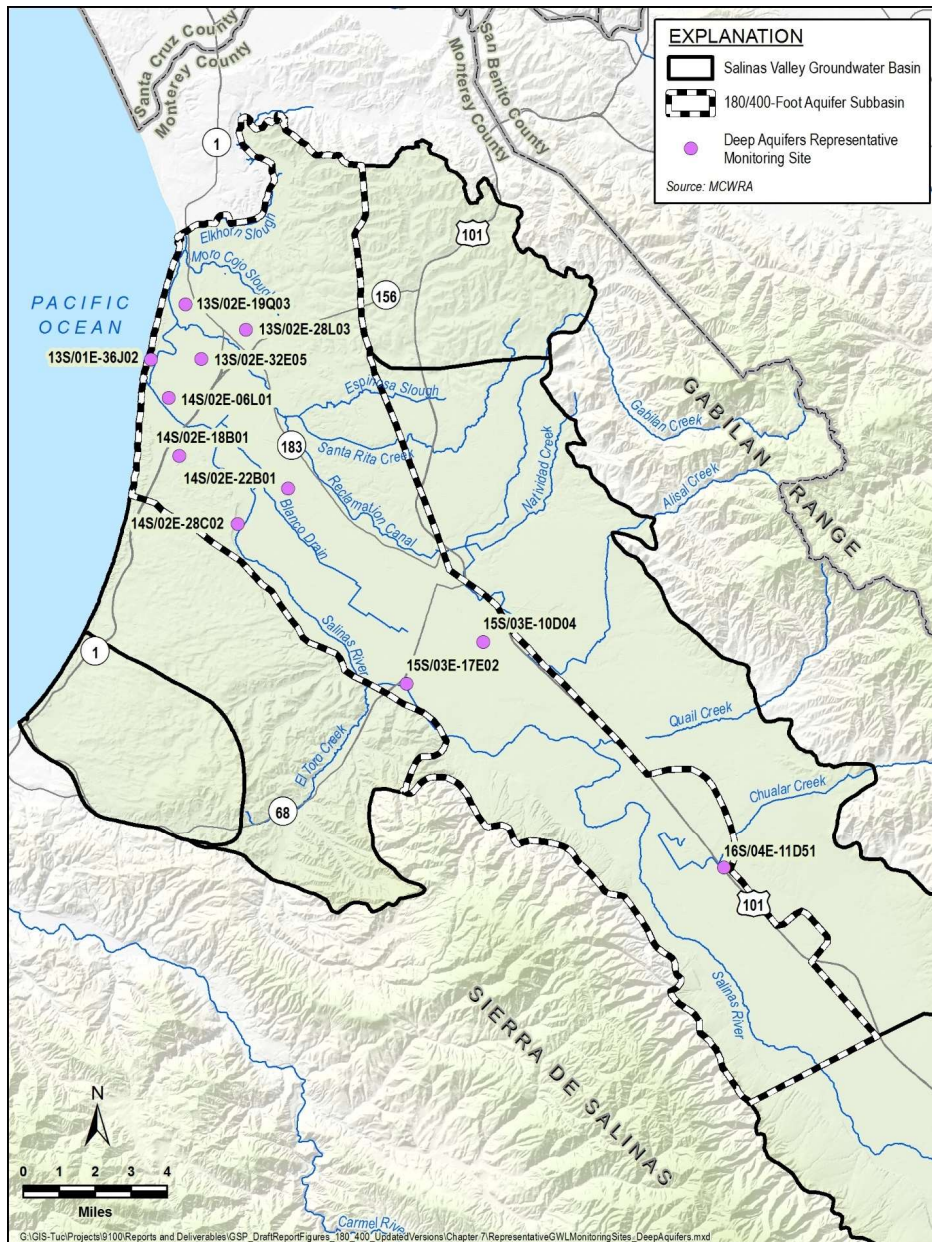 EXPLANATION
Salinas Valley Groundwater Basin
180/400-Foot Aquifer Subbasin
Deep Aquifers Representative
Monitoring Site
Source: MCWRA
Santa Cruz County
Monterey County
San Benito County
Monterey County
1
101
156
Elkhorn Slough
Moro Cojo Slough
PACIFIC
OCEAN
13S/02E-19Q03
13S/02E-28L03
13S/01E-36J02
13S/02E-32E05
14S/02E-06L01
Espinosa Slough
Gabilan Creek
GABILAN
RANGE
14S/02E-18B01
183
Santa Rita Creek
Natividad Creek
14S/02E-22B01
Reclamation Canal
Alisal Creek
14S/02E-28C02
Blanco Drain
Salinas River
15S/03E-10D04
1
15S/03E-17E02
Quail Creek
El Toro Creek
Chualar Creek
68
16S/04E-11D51
101
Salinas
River
SIERRA DE SALINAS
N
0 1 2 3 4
Miles
Carmel River
G:\GIS-Tuc\Projects\9100\Reports and Deliverables\GSP_DraftReportFigures_180_400_UpdatedVersions\Chapter 7\RepresentativeGWLMonitoringSites_DeepAquifers.mxd